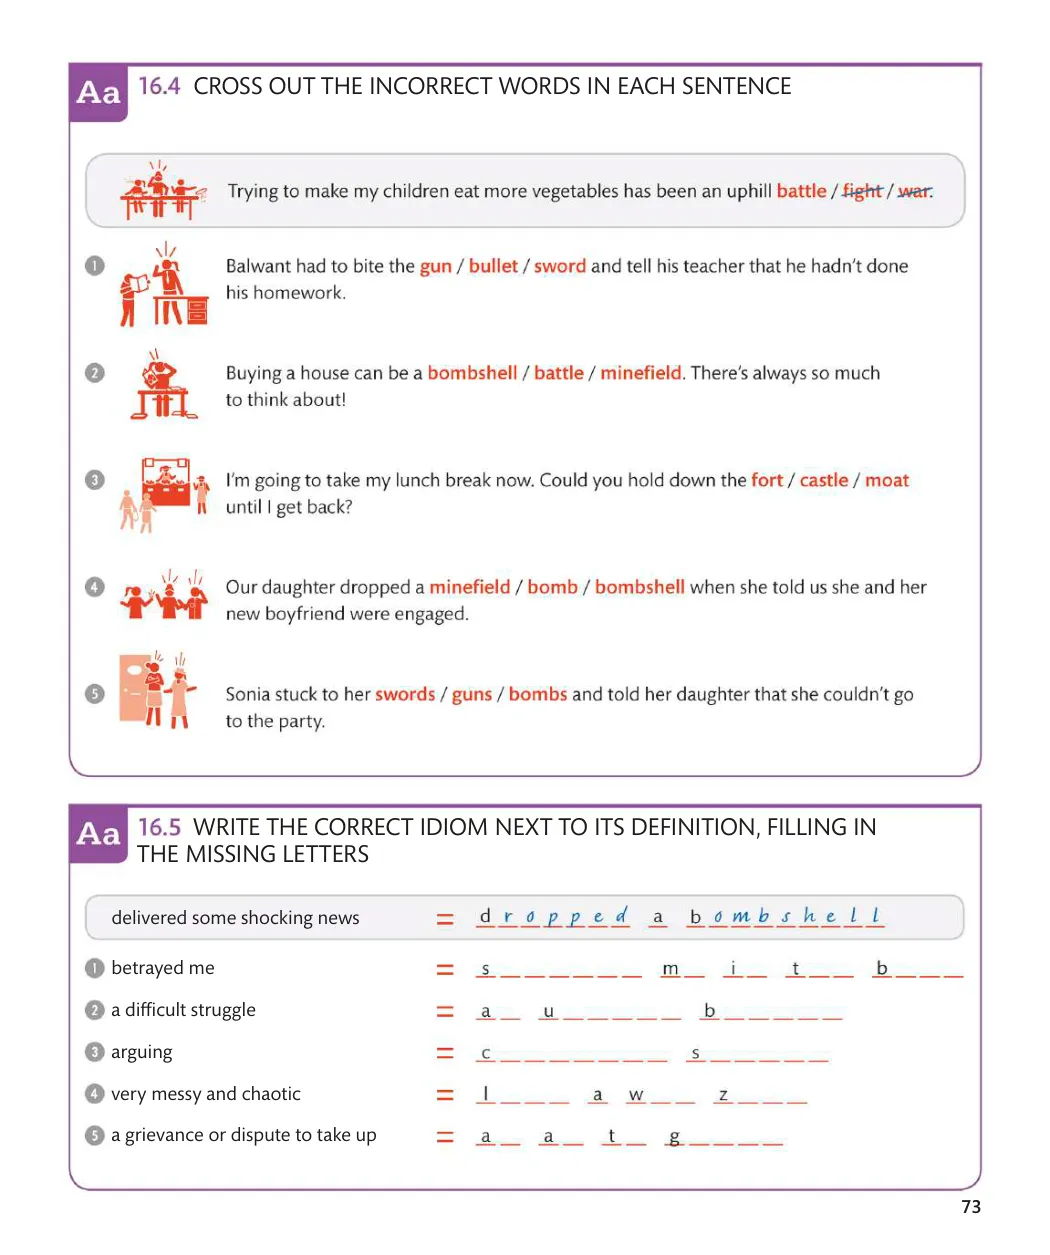 Aa 16.4 CROSS OUT THE INCORRECT WORDS IN EACH SENTENCE
Trying to make my children eat more vegetables has been an uphill battle / fight / war.
1 Balwant had to bite the gun / bullet / sword and tell his teacher that he hadn't done
his homework.
2 Buying a house can be a bombshell / battle / minefield. There's always so much
to think about!
3 I'm going to take my lunch break now. Could you hold down the fort / castle / moat
until I get back?
4 Our daughter dropped a minefield / bomb / bombshell when she told us she and her
new boyfriend were engaged.
5 Sonia stuck to her swords / guns / bombs and told her daughter that she couldn't go
to the party.
Aa 16.5 WRITE THE CORRECT IDIOM NEXT TO ITS DEFINITION, FILLING IN
THE MISSING LETTERS
delivered some shocking news = dropped a bombshell
1 betrayed me = s _ _ _ _ _ _ m _ i _ t _ _ b _ _ _
2 a difficult struggle = a _ u _ _ _ _ _ b _ _ _ _ _
3 arguing = c _ _ _ _ _ _ _ s _ _ _ _ _
4 very messy and chaotic = l _ _ _ a w _ _ z _ _ _
5 a grievance or dispute to take up = a _ a _ t _ g _ _ _ _
73